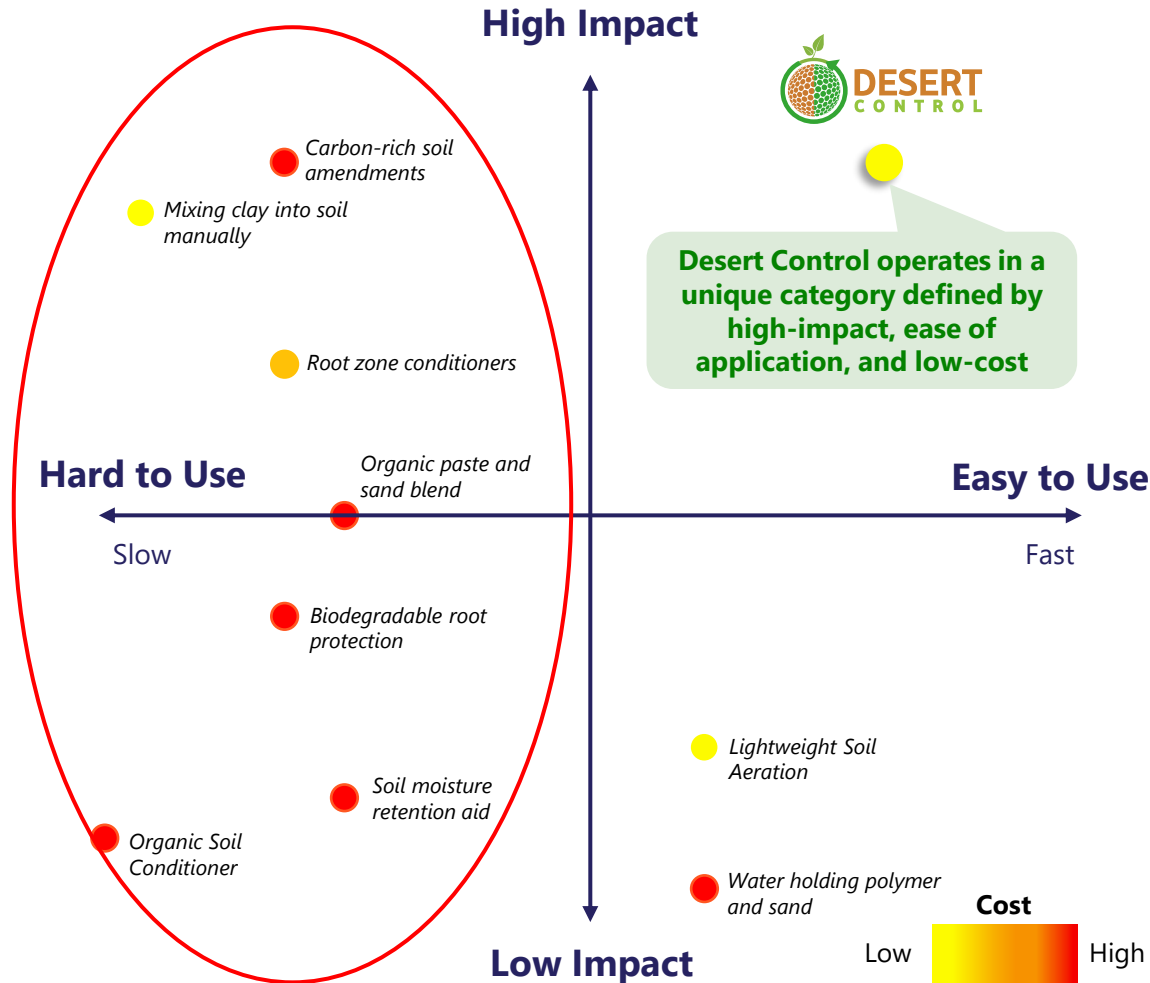 High Impact
DESERT
CONTROL
Carbon-rich soil
amendments
Mixing clay into soil
manually
Desert Control operates in a
unique category defined by
high-impact, ease of
application, and low-cost
Root zone conditioners
Organic paste and
sand blend
Hard to Use
Easy to Use
Slow
Fast
Biodegradable root
protection
Lightweight Soil
Aeration
Soil moisture
retention aid
Organic Soil
Conditioner
Water holding polymer
and sand
Cost
Low
High
Low Impact